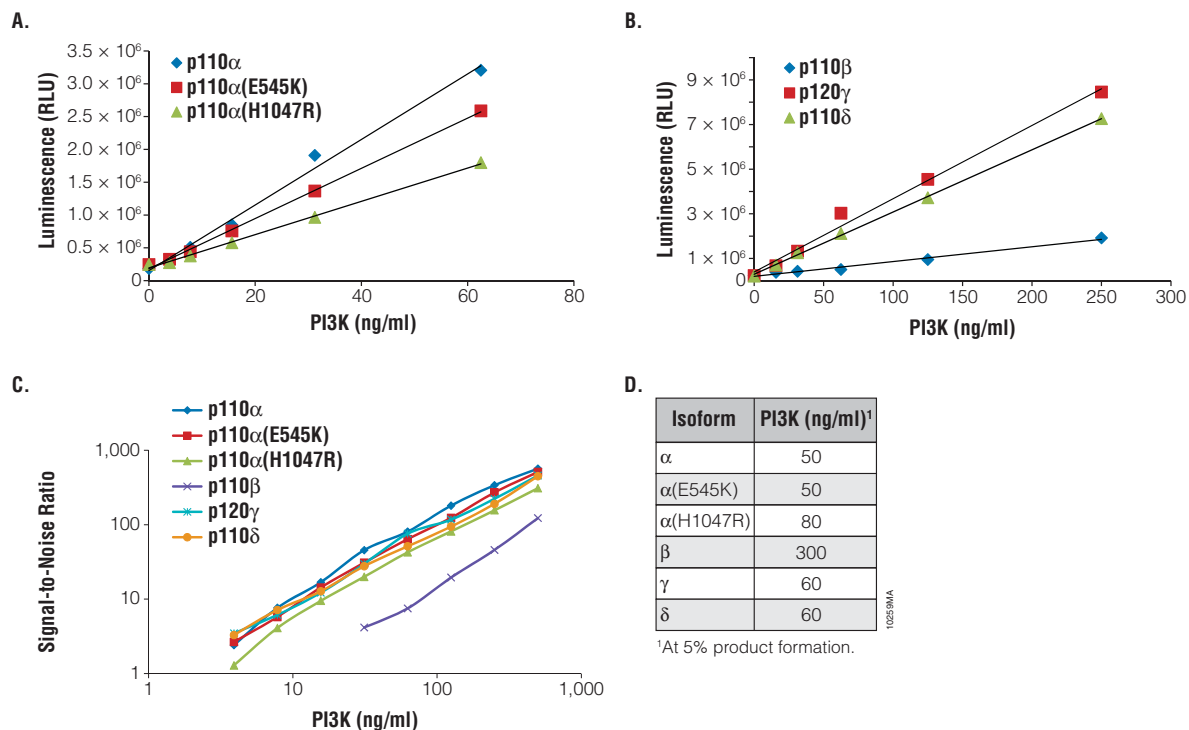 A.
3.5 × 10⁶
3.0 × 10⁶
2.5 × 10⁶
2.0 × 10⁶
1.5 × 10⁶
1.0 × 10⁶
0.5 × 10⁶
0
Luminescence (RLU)
p110α
p110α(E545K)
p110α(H1047R)
0 20 40 60 80
PI3K (ng/ml)
B.
9 × 10⁶
7 × 10⁶
5 × 10⁶
3 × 10⁶
1 × 10⁶
0
Luminescence (RLU)
p110β
p120γ
p110δ
0 50 100 150 200 250 300
PI3K (ng/ml)
C.
p110α
p110α(E545K)
p110α(H1047R)
p110β
p120γ
p110δ
1,000
100
10
1
Signal-to-Noise Ratio
1 10 100 1,000
PI3K (ng/ml)
D.
Isoform PI3K (ng/ml)¹
α 50
α(E545K) 50
α(H1047R) 80
β 300
γ 60
δ 60
10259MA
¹At 5% product formation.